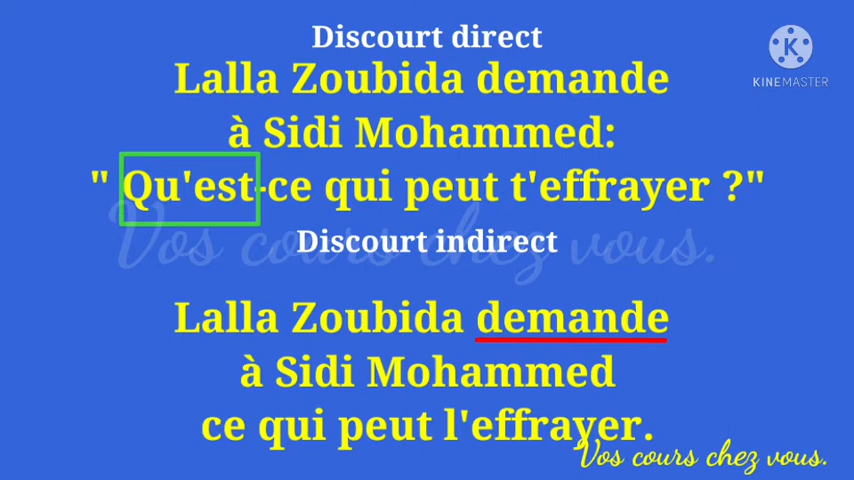 Discourt direct
KINEMASTER
Lalla Zoubida demande
à Sidi Mohammed:
" Qu'est-ce qui peut t'effrayer ?"
Vos cours chez vous.
Discourt indirect
Lalla Zoubida demande
à Sidi Mohammed
ce qui peut l'effrayer.
Vos cours chez vous.